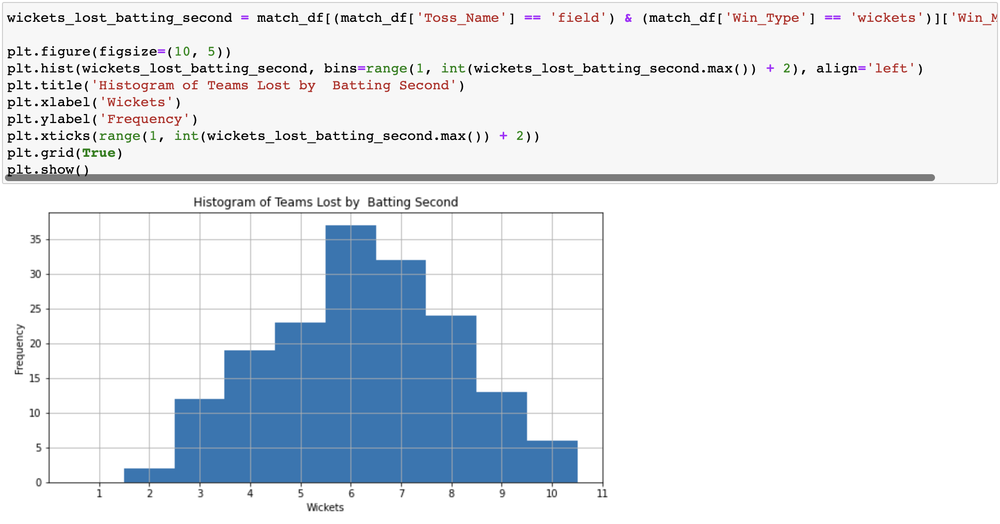 wickets_lost_batting_second = match_df[(match_df['Toss_Name'] == 'field') & (match_df['Win_Type'] == 'wickets')]['Win_
plt.figure(figsize=(10, 5))
plt.hist(wickets_lost_batting_second, bins=range(1, int(wickets_lost_batting_second.max()) + 2), align='left')
plt.title('Histogram of Teams Lost by  Batting Second')
plt.xlabel('Wickets')
plt.ylabel('Frequency')
plt.xticks(range(1, int(wickets_lost_batting_second.max()) + 2))
plt.grid(True)
plt.show()
Histogram of Teams Lost by  Batting Second
35
30
25
20
15
10
5
0
Frequency
1 2 3 4 5 6 7 8 9 10 11
Wickets